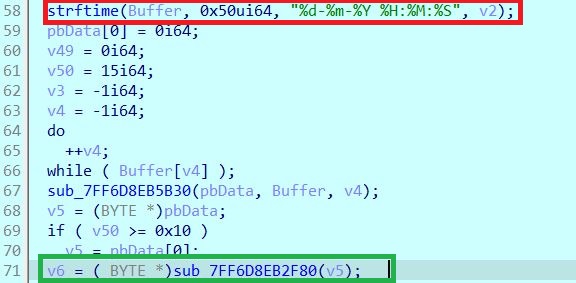 58 strftime(Buffer, 0x50ui64, "%d-%m-%Y %H:%M:%S", v2);
59 pbData[0] = 0i64;
60 v49 = 0i64;
61 v50 = 15i64;
62 v3 = -1i64;
63 v4 = -1i64;
64 do
65 ++v4;
66 while ( Buffer[v4] );
67 sub_7FF6D8EB5B30(pbData, Buffer, v4);
68 v5 = (BYTE *)pbData;
69 if ( v50 >= 0x10 )
70 v5 = pbData[0];
71 v6 = ( BYTE *)sub_7FF6D8EB2F80(v5);